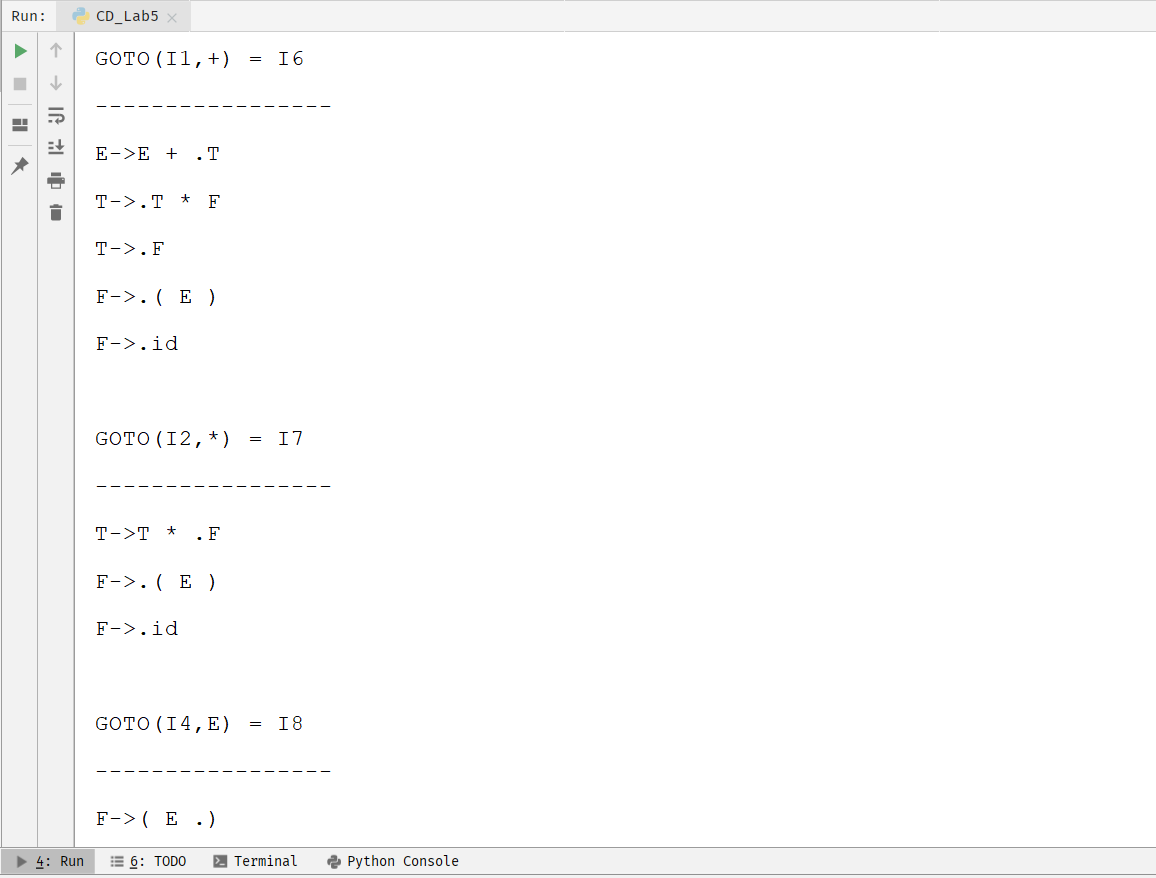 Run: CD_Lab5
GOTO(I1,+) = I6
-----------------
E->E + .T
T->.T * F
T->.F
F->.( E )
F->.id
GOTO(I2,*) = I7
-----------------
T->T * .F
F->.( E )
F->.id
GOTO(I4,E) = I8
-----------------
F->( E .)
4: Run 6: TODO Terminal Python Console